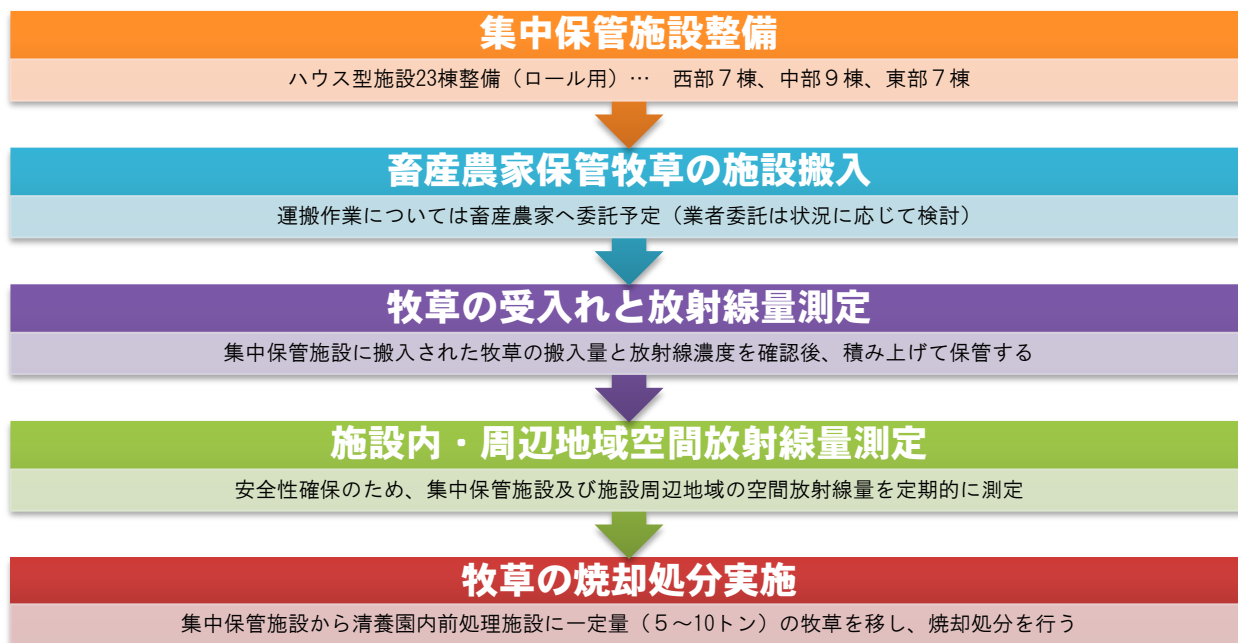 集中保管施設整備
ハウス型施設23棟整備（ロール用）… 西部７棟、中部９棟、東部７棟
畜産農家保管牧草の施設搬入
運搬作業については畜産農家へ委託予定（業者委託は状況に応じて検討）
牧草の受入れと放射線量測定
集中保管施設に搬入された牧草の搬入量と放射線濃度を確認後、積み上げて保管する
施設内・周辺地域空間放射線量測定
安全性確保のため、集中保管施設及び施設周辺地域の空間放射線量を定期的に測定
牧草の焼却処分実施
集中保管施設から清養園内前処理施設に一定量（５～10トン）の牧草を移し、焼却処分を行う